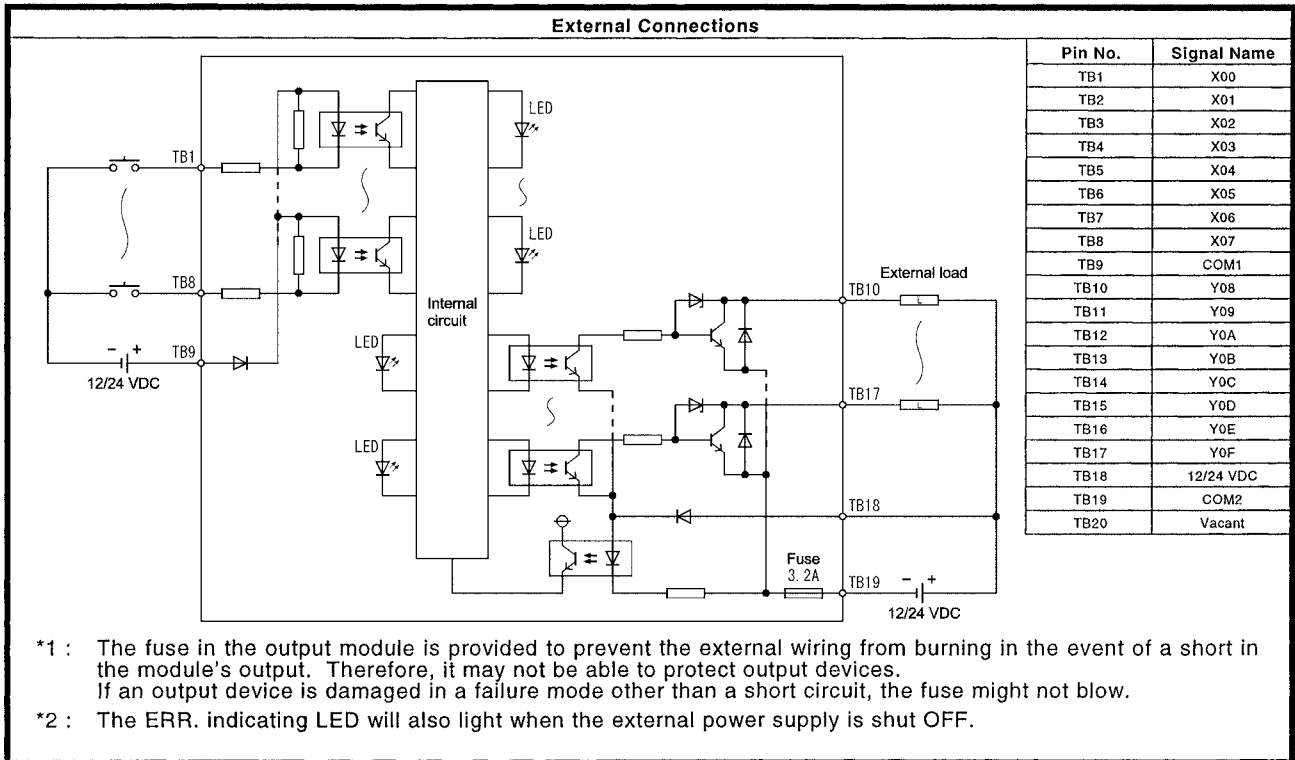 External Connections
Pin No. Signal Name
TB1 X00
TB2 X01
TB3 X02
TB4 X03
TB5 X04
TB6 X05
TB7 X06
TB8 X07
TB9 COM1
TB10 Y08
TB11 Y09
TB12 Y0A
TB13 Y0B
TB14 Y0C
TB15 Y0D
TB16 Y0E
TB17 Y0F
TB18 12/24 VDC
TB19 COM2
TB20 Vacant
LED
TB1
LED
TB8
External load
Internal
circuit
TB10
LED
- +
TB9
12/24 VDC
L
TB17
L
LED
TB18
Fuse
3. 2A
TB19
- +
12/24 VDC
*1 : The fuse in the output module is provided to prevent the external wiring from burning in the event of a short in
the module's output. Therefore, it may not be able to protect output devices.
If an output device is damaged in a failure mode other than a short circuit, the fuse might not blow.
*2 : The ERR. indicating LED will also light when the external power supply is shut OFF.